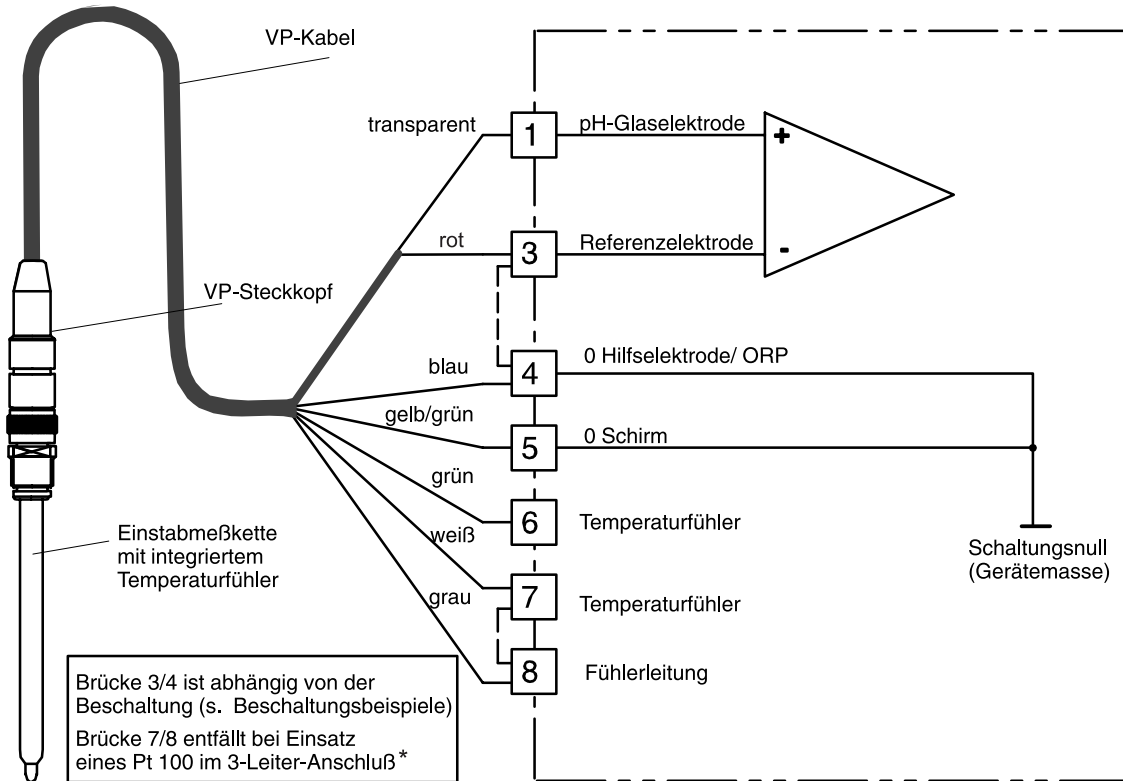 VP-Kabel
transparent
1
pH-Glaselektrode
+
rot
3
Referenzelektrode
-
VP-Steckkopf
blau
4
0 Hilfselektrode/ ORP
gelb/grün
5
0 Schirm
grün
6
Temperaturfühler
weiß
7
Temperaturfühler
grau
8
Fühlerleitung
Schaltungsnull
(Gerätemasse)
Einstabmeßkette
mit integriertem
Temperaturfühler
Brücke 3/4 ist abhängig von der
Beschaltung (s. Beschaltungsbeispiele)
Brücke 7/8 entfällt bei Einsatz
eines Pt 100 im 3-Leiter-Anschluß*